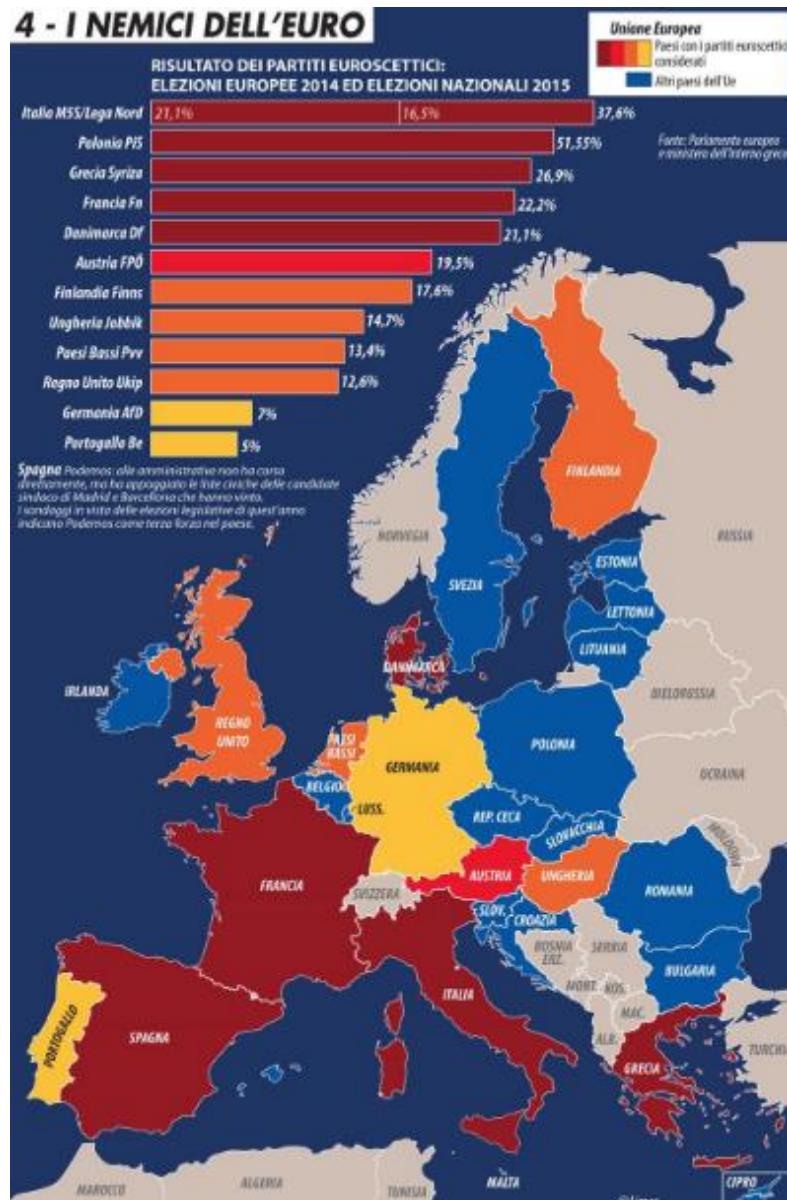 4 - I NEMICI DELL'EURO
Unione Europea
Paesi con i partiti euroscettici
considerati
Altri paesi dell'Ue
RISULTATO DEI PARTITI EUROSCETTICI:
ELEZIONI EUROPEE 2014 ED ELEZIONI NAZIONALI 2015
Italia M5S/Lega Nord 21,1% 16,5% 37,6%
Polonia PiS 51,55%
Grecia Syriza 26,9%
Francia Fn 22,2%
Danimarca Df 21,1%
Austria FPÖ 19,5%
Finlandia Finns 17,6%
Ungheria Jobbik 14,7%
Paesi Bassi Pvv 13,4%
Regno Unito Ukip 12,6%
Germania AfD 7%
Portogallo Be 5%
Fonte: Parlamento europeo
e ministero dell'Interno greco
Spagna Podemos: alle amministrative non ha corso
direttamente, ma ha appoggiato le liste civiche delle candidate
sindaco di Madrid e Barcellona che hanno vinto.
I sondaggi in vista delle elezioni legislative di quest'anno
indicano Podemos come terza forza nel paese.
FINLANDIA
NORVEGIA
RUSSIA
SVEZIA
ESTONIA
LETTONIA
LITUANIA
DANIMARCA
IRLANDA
REGNO
UNITO
BIELORUSSIA
PAESI
BASSI
POLONIA
GERMANIA
UCRAINA
BELGIO
LUSS.
REP. CECA
SLOVACCHIA
MOLDOVA
FRANCIA
SVIZZERA
AUSTRIA
UNGHERIA
ROMANIA
SLOV.
CROAZIA
BOSNIA
ERZ.
SERBIA
ITALIA
MONT.
KOS.
BULGARIA
MAC.
ALB.
PORTOGALLO
SPAGNA
GRECIA
TURCHIA
MAROCCO
ALGERIA
TUNISIA
MALTA
CIPRO